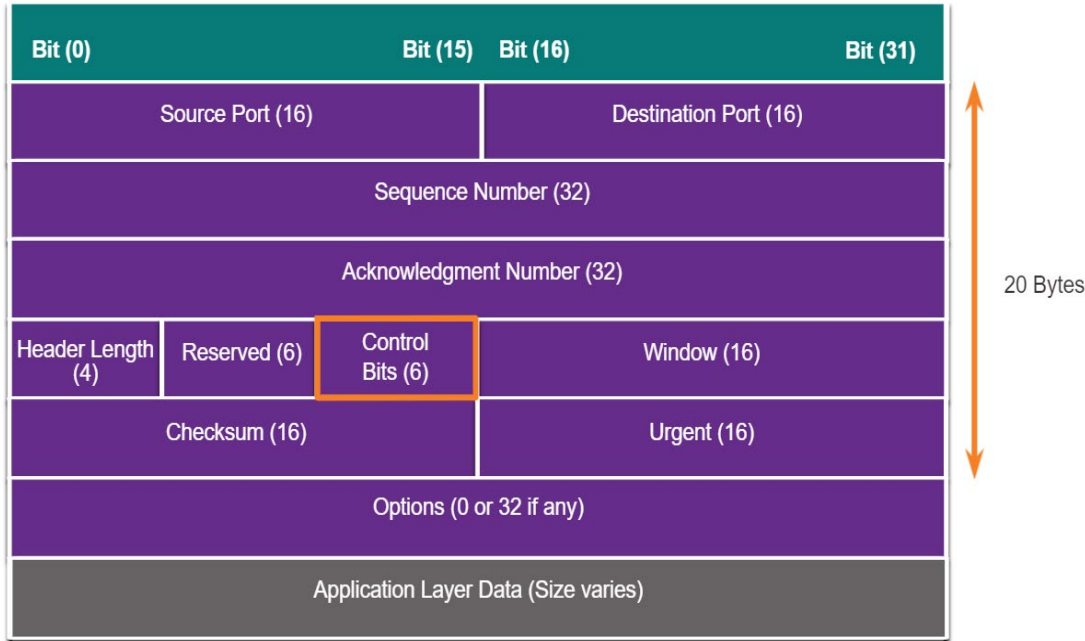 Bit (0) Bit (15) Bit (16) Bit (31)
Source Port (16) Destination Port (16)
Sequence Number (32)
Acknowledgment Number (32)
20 Bytes
Header Length
(4)
Reserved (6)
Control
Bits (6)
Window (16)
Checksum (16) Urgent (16)
Options (0 or 32 if any)
Application Layer Data (Size varies)